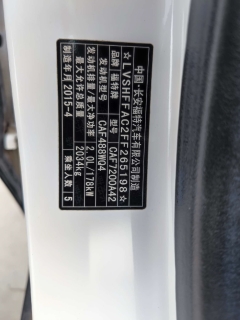 中国·长安福特汽车有限公司制造
☆LVSHFFAC5FF265198☆
品牌 福特牌 型号 CAF7200A42
发动机型号 CAF488WQ4
发动机排量/最大净功率 2.0L/178kW
最大允许总质量 2034kg
制造年月 2015-4 乘坐人数 5